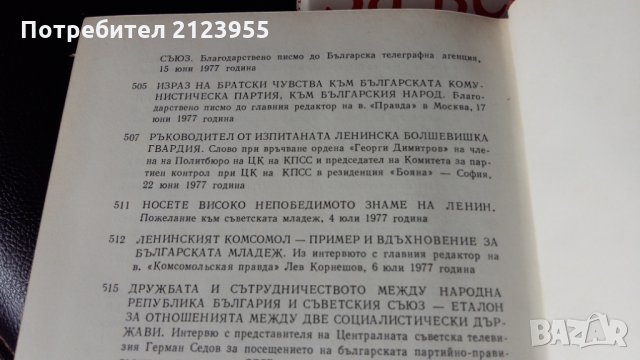 Потребител 2123955
СЪЮЗ. Благодарствено писмо до Българска телеграфна агенция,
15 юни 1977 година
505 ИЗРАЗ НА БРАТСКИ ЧУВСТВА КЪМ БЪЛГАРСКАТА КОМУ-
НИСТИЧЕСКА ПАРТИЯ, КЪМ БЪЛГАРСКИЯ НАРОД. Благо-
дарствено писмо до главния редактор на в. «Правда» в Москва, 17
юни 1977 година
507 РЪКОВОДИТЕЛ ОТ ИЗПИТАНАТА ЛЕНИНСКА БОЛШЕВИШКА
ГВАРДИЯ. Слово при връчване ордена «Георги Димитров» на чле-
на на Политбюро на ЦК на КПСС и председател на Комитета за пар-
тиен контрол при ЦК на КПСС в резиденция «Бояна» — София,
22 юни 1977 година
511 НОСЕТЕ ВИСОКО НЕПОБЕДИМОТО ЗНАМЕ НА ЛЕНИН.
Пожелание към съветската младеж, 4 юли 1977 година
512 ЛЕНИНСКИЯТ КОМСОМОЛ — ПРИМЕР И ВДЪХНОВЕНИЕ ЗА
БЪЛГАРСКАТА МЛАДЕЖ. Из интервюто с главния редактор на
в. «Комсомольская правда» Лев Корнешов, 6 юли 1977 година
515 ДРУЖБАТА И СЪТРУДНИЧЕСТВОТО МЕЖДУ НАРОДНА
РЕПУБЛИКА БЪЛГАРИЯ И СЪВЕТСКИЯ СЪЮЗ — ЕТАЛОН
ЗА ОТНОШЕНИЯТА МЕЖДУ ДВЕ СОЦИАЛИСТИЧЕСКИ ДЪР-
ЖАВИ. Интервю с представителя на Централната съветска телеви-
зия Герман Седов за посещението на българската партийно-прави-
bazar.bg